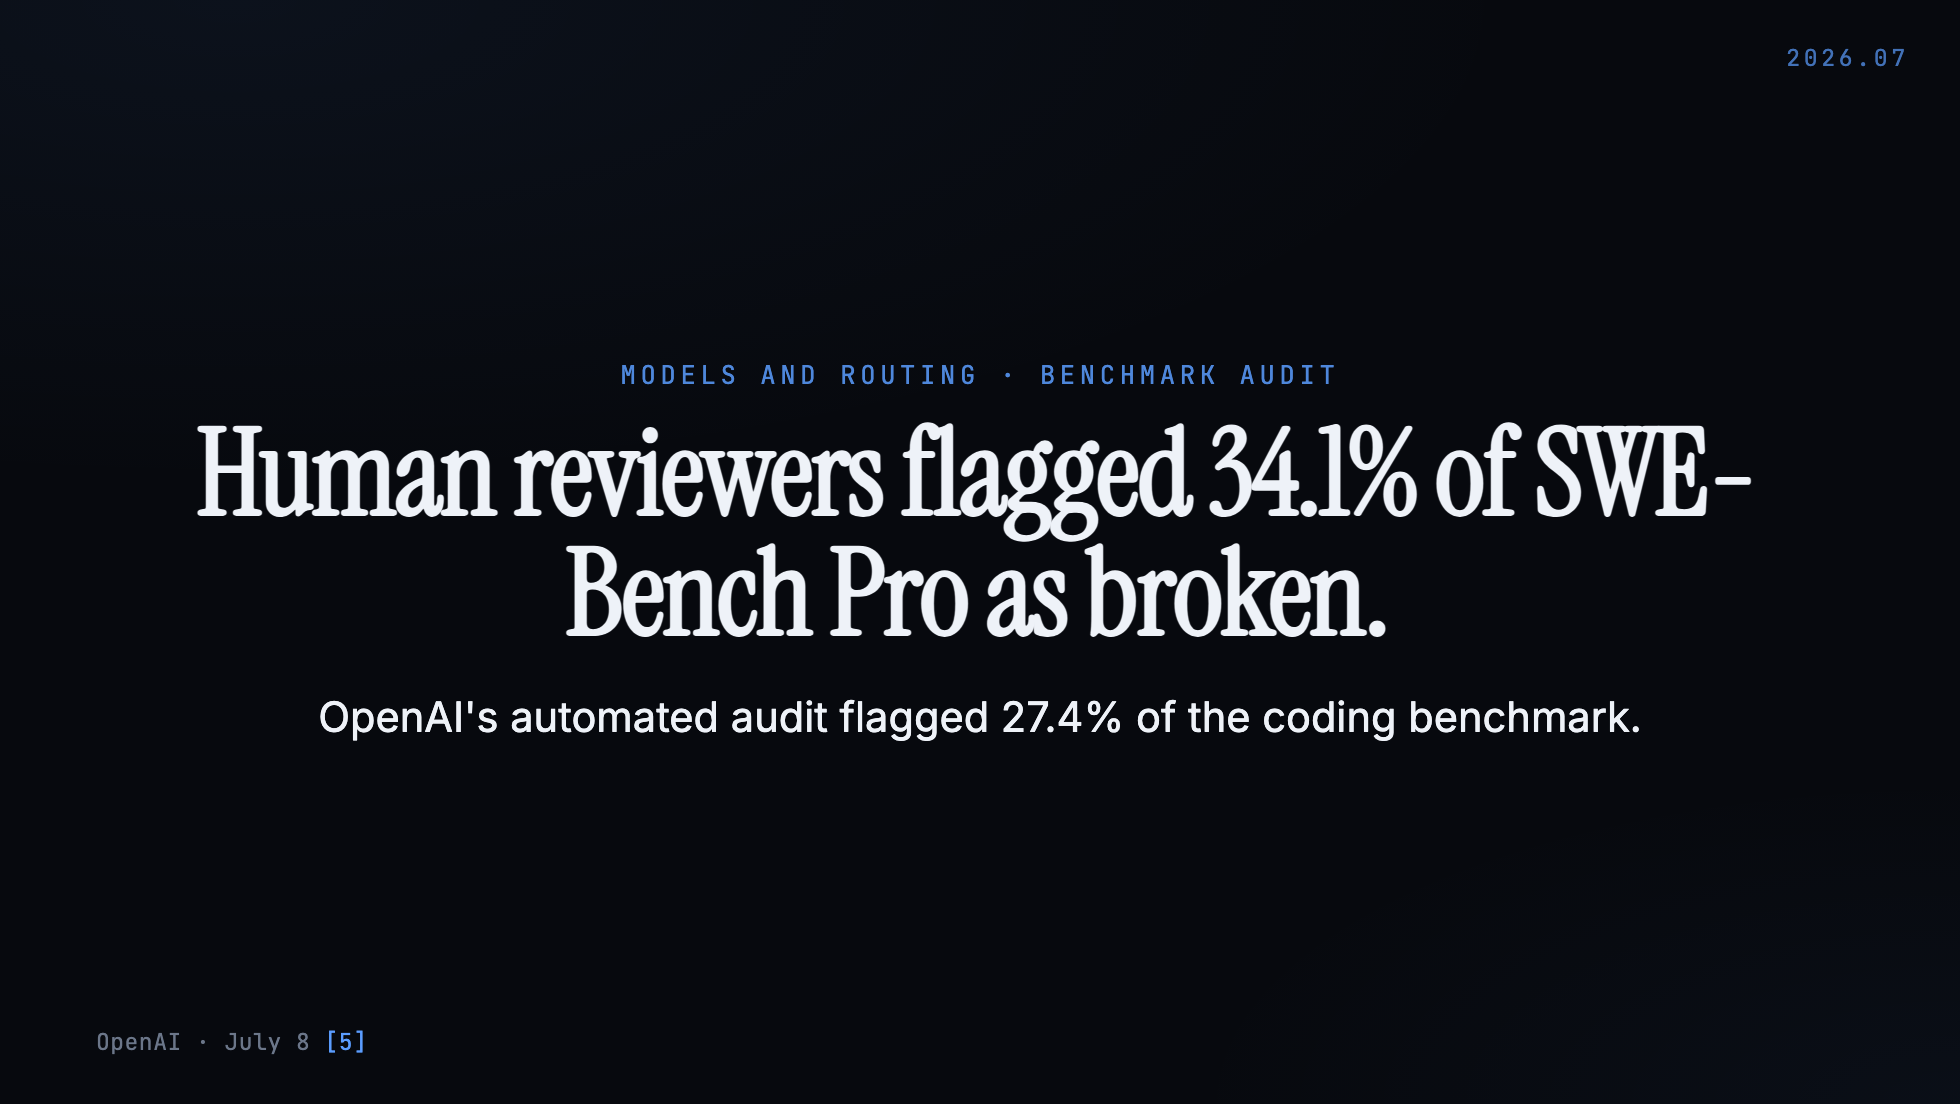 2026.07
MODELS AND ROUTING · BENCHMARK AUDIT
Human reviewers flagged 34.1% of SWE-
Bench Pro as broken.
OpenAI's automated audit flagged 27.4% of the coding benchmark.
OpenAI · July 8 [5]